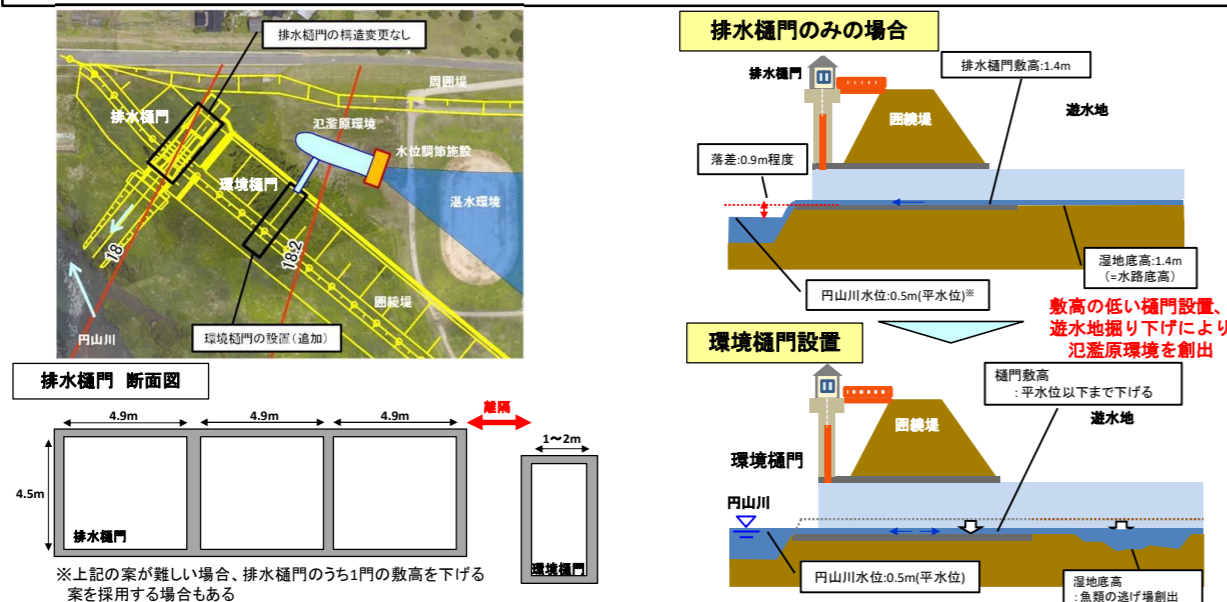 排水樋門の構造変更なし
周囲堤
排水樋門
氾濫原環境
水位調節施設
環境樋門
湛水環境
18
18.2
囲繞堤
円山川
環境樋門の設置(追加)
排水樋門 断面図
4.9m
4.9m
4.9m
離隔
1～2m
4.5m
排水樋門
環境樋門
※上記の案が難しい場合、排水樋門のうち1門の敷高を下げる
案を採用する場合もある
排水樋門のみの場合
排水樋門
排水樋門敷高:1.4m
遊水地
囲繞堤
落差:0.9m程度
湿地底高:1.4m
(=水路底高)
円山川水位:0.5m(平水位)※
敷高の低い樋門設置、
遊水地掘り下げにより
氾濫原環境を創出
環境樋門設置
樋門敷高
:平水位以下まで下げる
囲繞堤
遊水地
環境樋門
円山川
円山川水位:0.5m(平水位)
湿地底高
:魚類の逃げ場創出